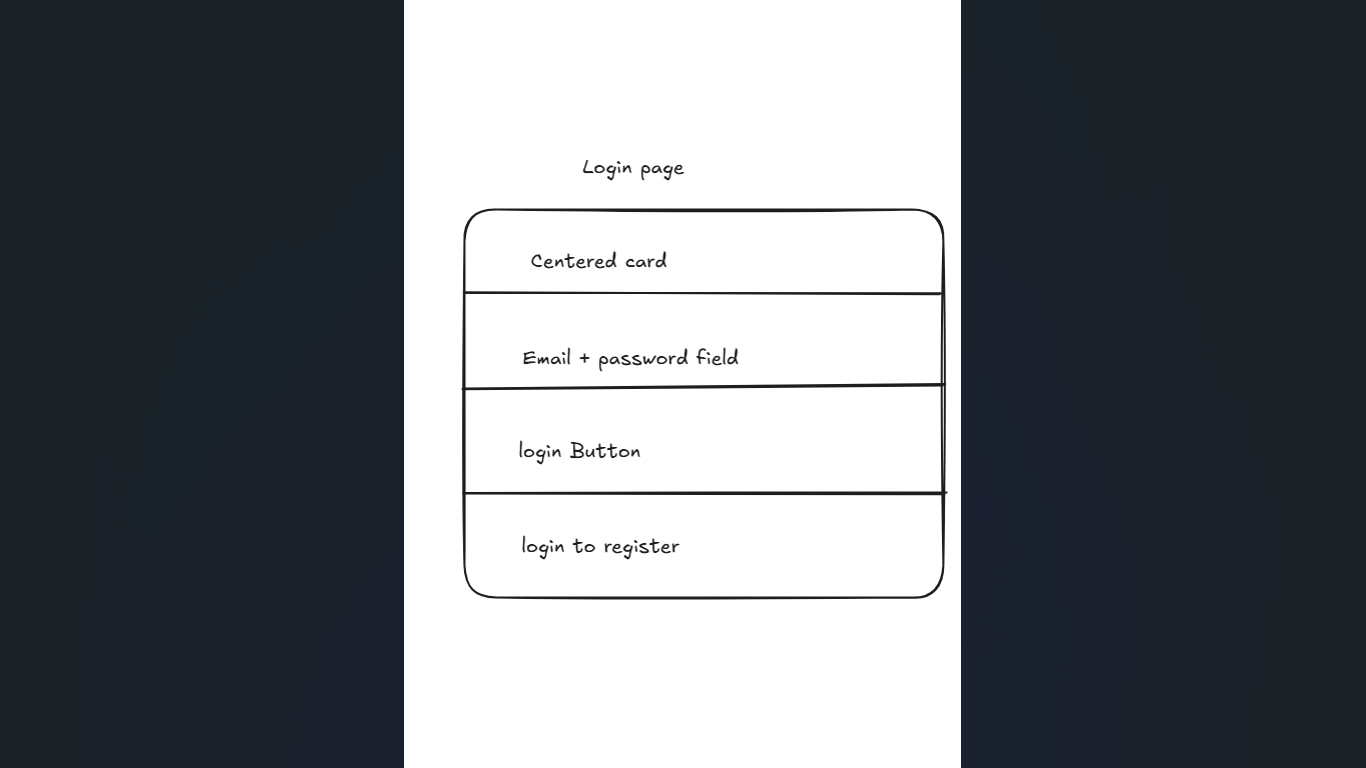 Login page
Centered card
Email + password field
login Button
login to register